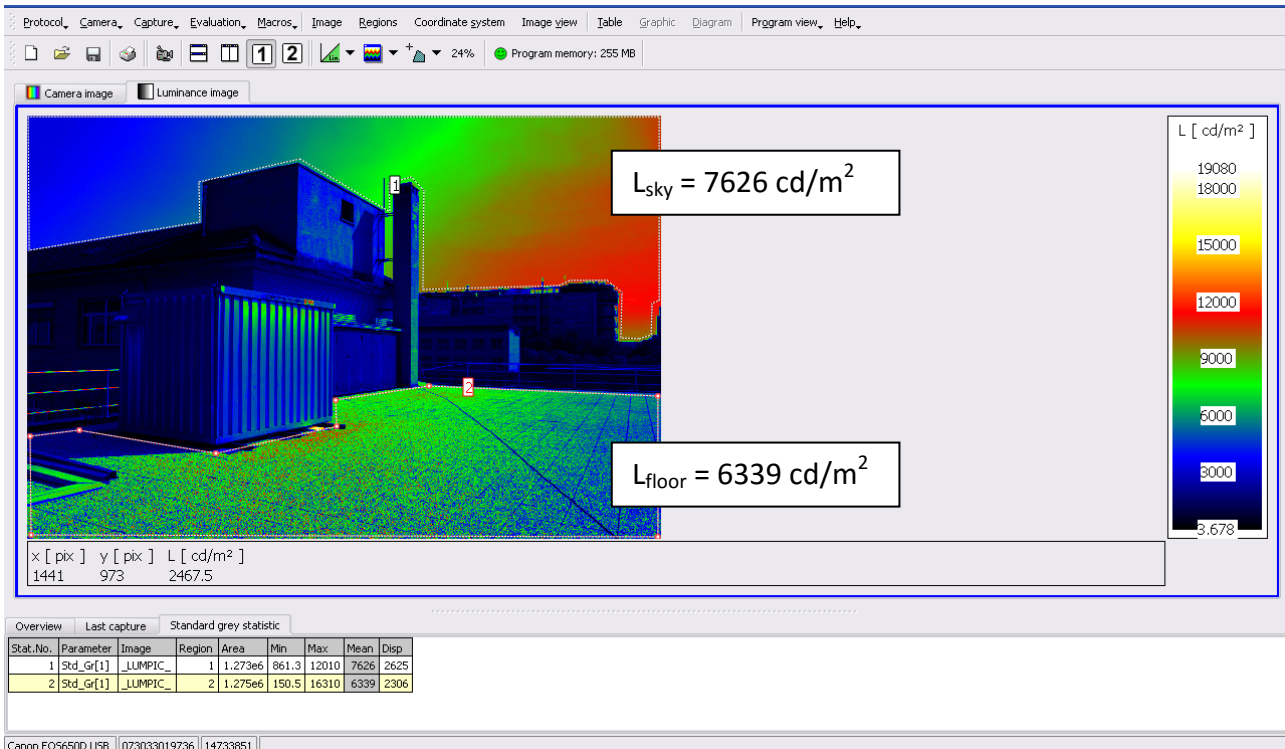 Protocol Camera Capture Evaluation Macros Image Regions Coordinate system Image view Table Graphic Diagram Program view Help
1 2 Lin 24% Program memory: 255 MB
Camera image Luminance image
L [ cd/m² ]
19080
18000
15000
12000
9000
6000
3000
3.678
1
Lsky = 7626 cd/m²
2
Lfloor = 6339 cd/m²
x [ pix ] y [ pix ] L [ cd/m² ]
1441 973 2467.5
Overview Last capture Standard grey statistic
Stat.No. Parameter Image Region Area Min Max Mean Disp
1 Std_Gr[1] _LUMPIC_ 1 1.273e6 861.3 12010 7626 2625
2 Std_Gr[1] _LUMPIC_ 2 1.275e6 150.5 16310 6339 2306
Canon EOS650D USB 073033019736 14733851